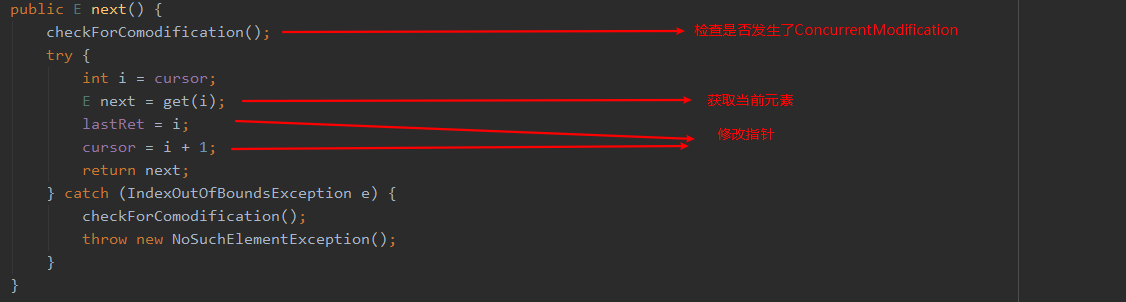 public E next() {
checkForComodification(); 检查是否发生了ConcurrentModification
try {
int i = cursor;
E next = get(i); 获取当前元素
lastRet = i; 修改指针
cursor = i + 1;
return next;
} catch (IndexOutOfBoundsException e) {
checkForComodification();
throw new NoSuchElementException();
}
}